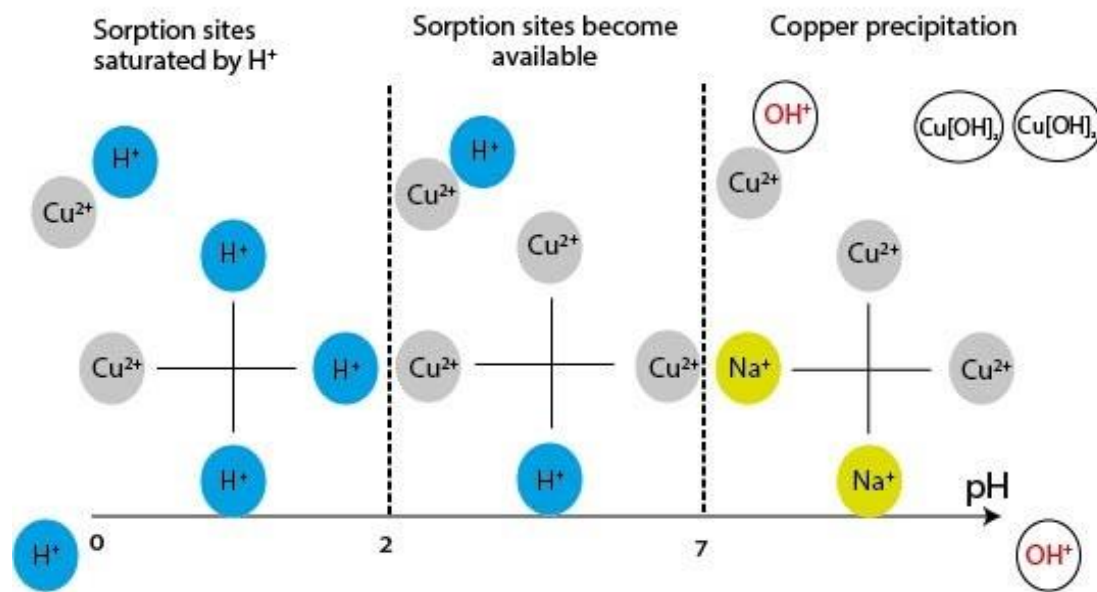 Sorption sites
saturated by H⁺
Sorption sites become
available
Copper precipitation
H⁺
Cu²⁺
H⁺
Cu²⁺
H⁺
H⁺
H⁺
Cu²⁺
Cu²⁺
Cu²⁺
Cu²⁺
H⁺
OH⁺
Cu[OH]₂
Cu[OH]₂
Cu²⁺
Cu²⁺
Na⁺
Cu²⁺
Na⁺
pH
H⁺
0
2
7
OH⁺